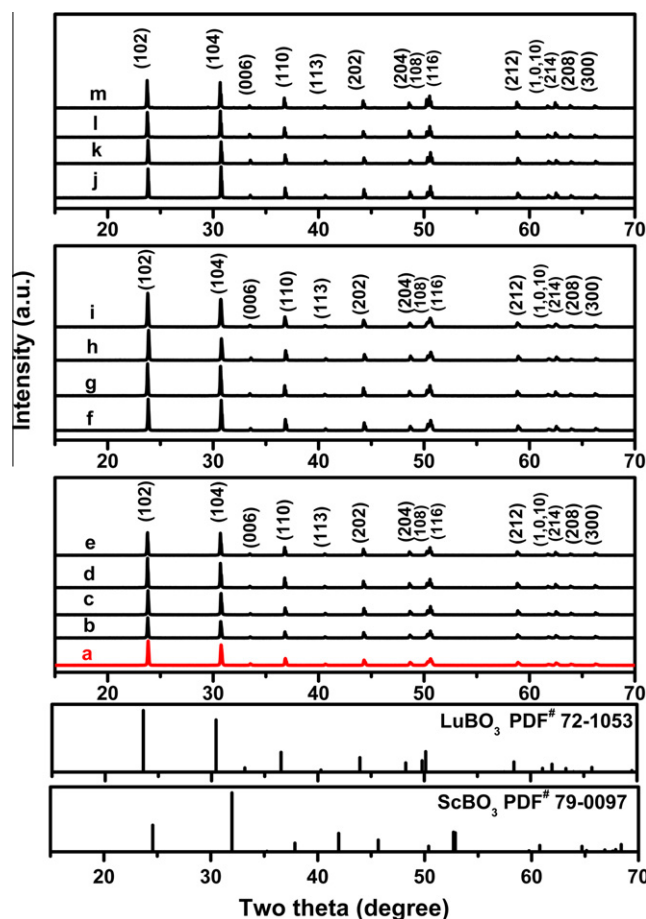 (102) (104) (006) (110) (113) (202) (204) (108) (116) (212) (1,0,10) (214) (208) (300)
m
l
k
j
20 30 40 50 60 70
(102) (104) (006) (110) (113) (202) (204) (108) (116) (212) (1,0,10) (214) (208) (300)
i
h
g
f
20 30 40 50 60 70
Intensity (a.u.)
(102) (104) (006) (110) (113) (202) (204) (108) (116) (212) (1,0,10) (214) (208) (300)
e
d
c
b
a
20 30 40 50 60 70
LuBO3 PDF# 72-1053
ScBO3 PDF# 79-0097
20 30 40 50 60 70
Two theta (degree)